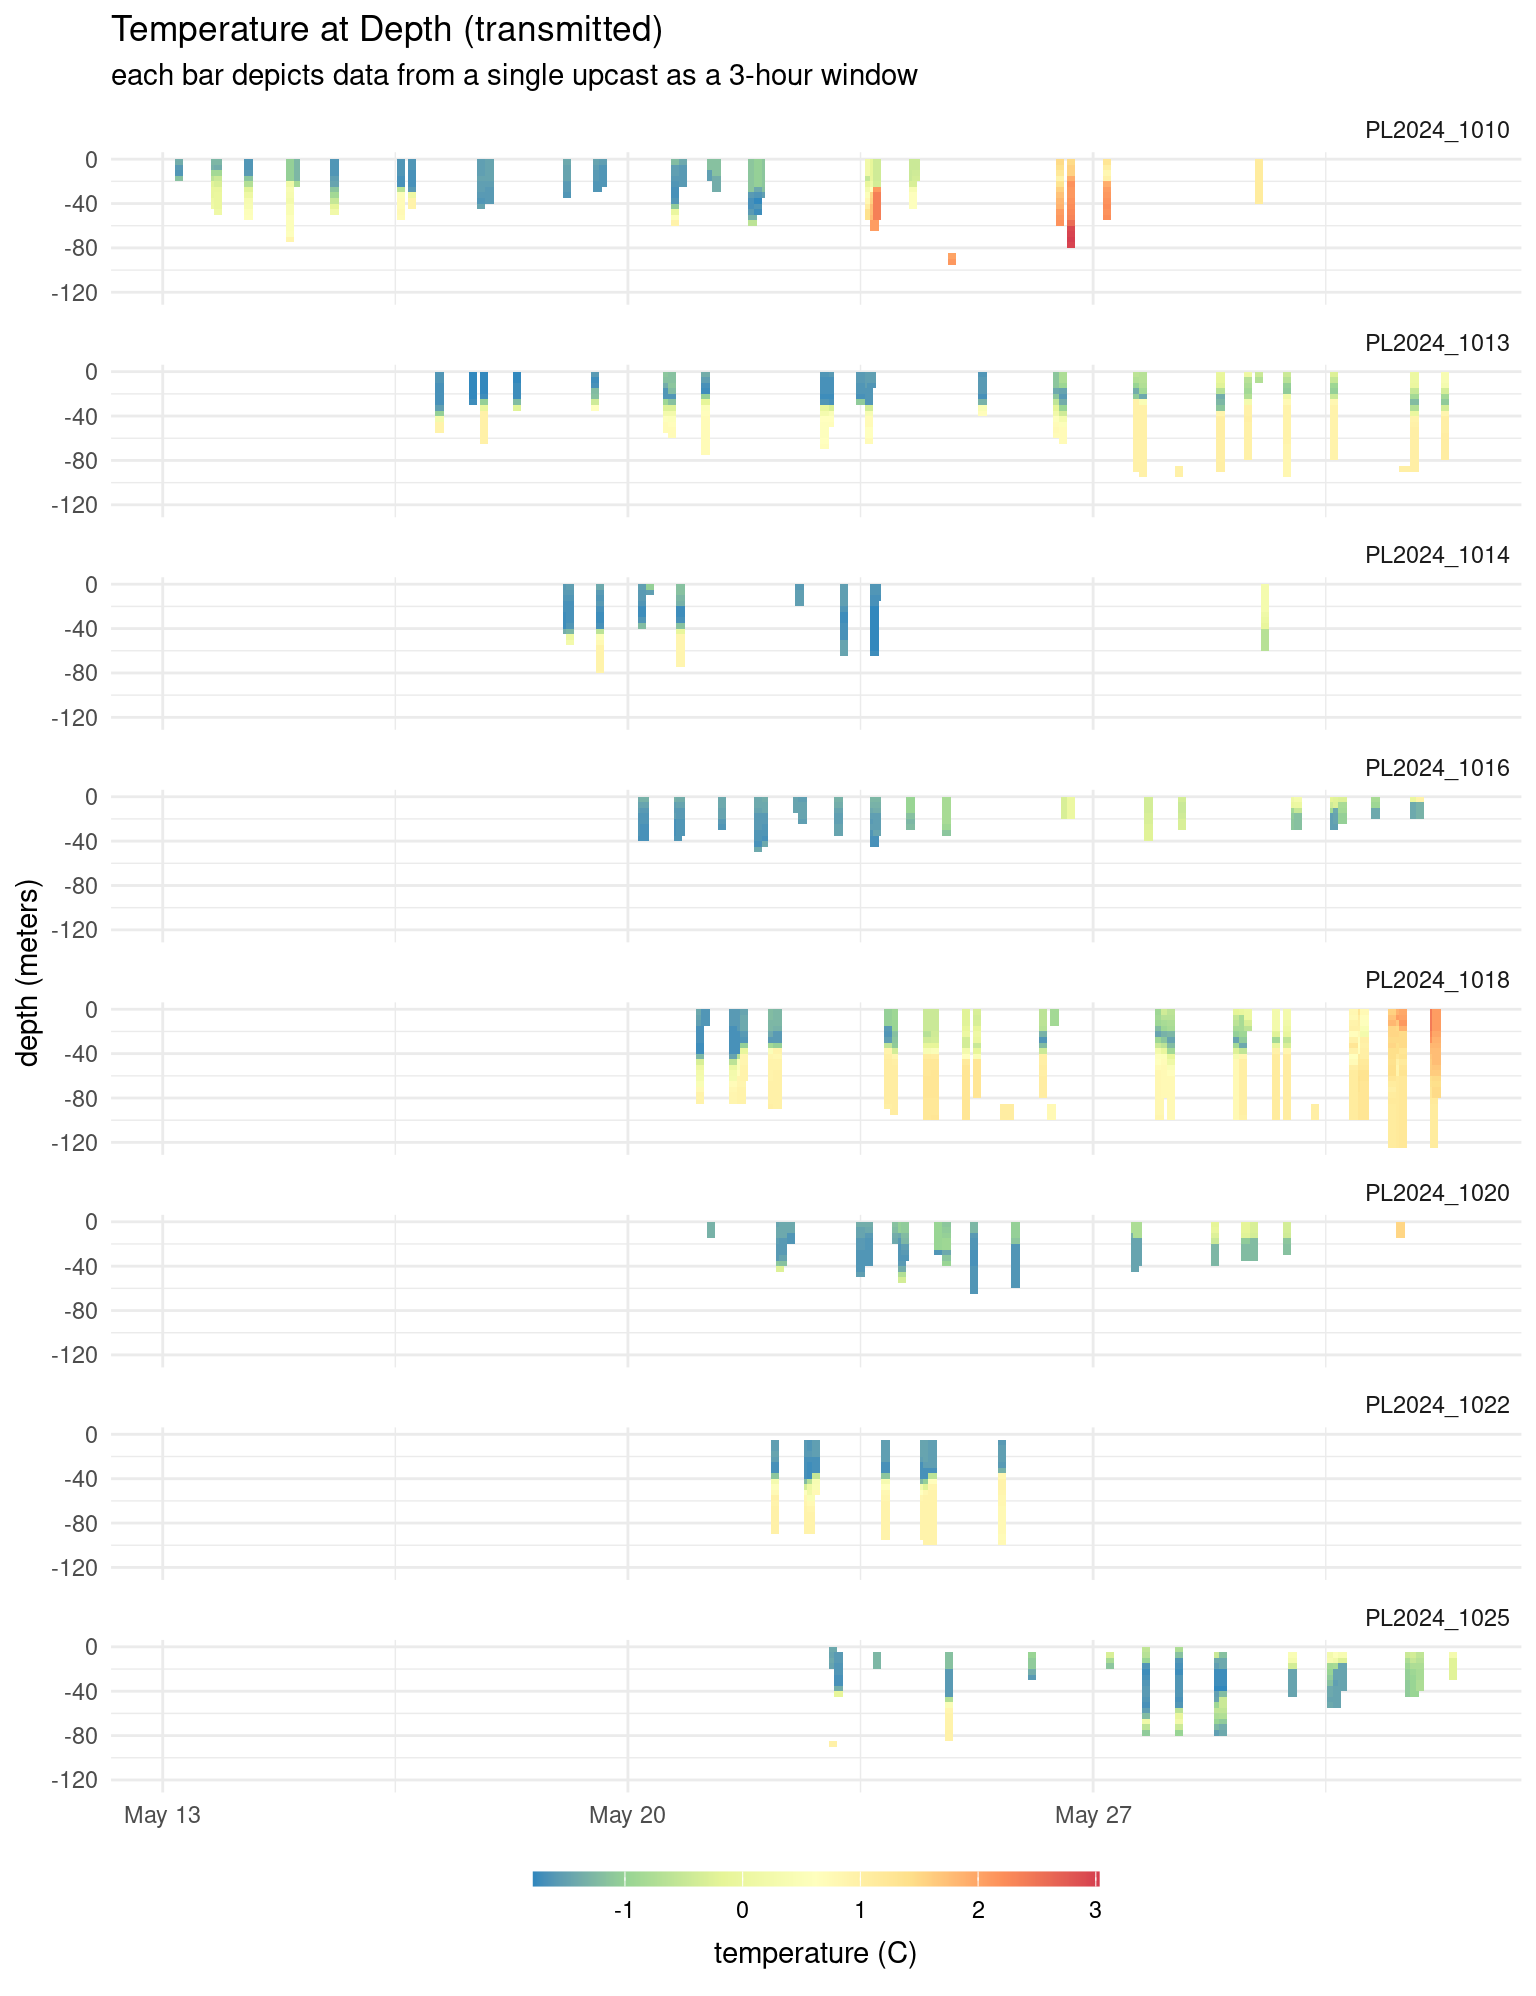 Temperature at Depth (transmitted)
each bar depicts data from a single upcast as a 3-hour window
PL2024_1010
0
-40
-80
-120
PL2024_1013
0
-40
-80
-120
PL2024_1014
0
-40
-80
-120
PL2024_1016
0
-40
-80
-120
depth (meters)
PL2024_1018
0
-40
-80
-120
PL2024_1020
0
-40
-80
-120
PL2024_1022
0
-40
-80
-120
PL2024_1025
0
-40
-80
-120
May 13 May 20 May 27
-1 0 1 2 3
temperature (C)